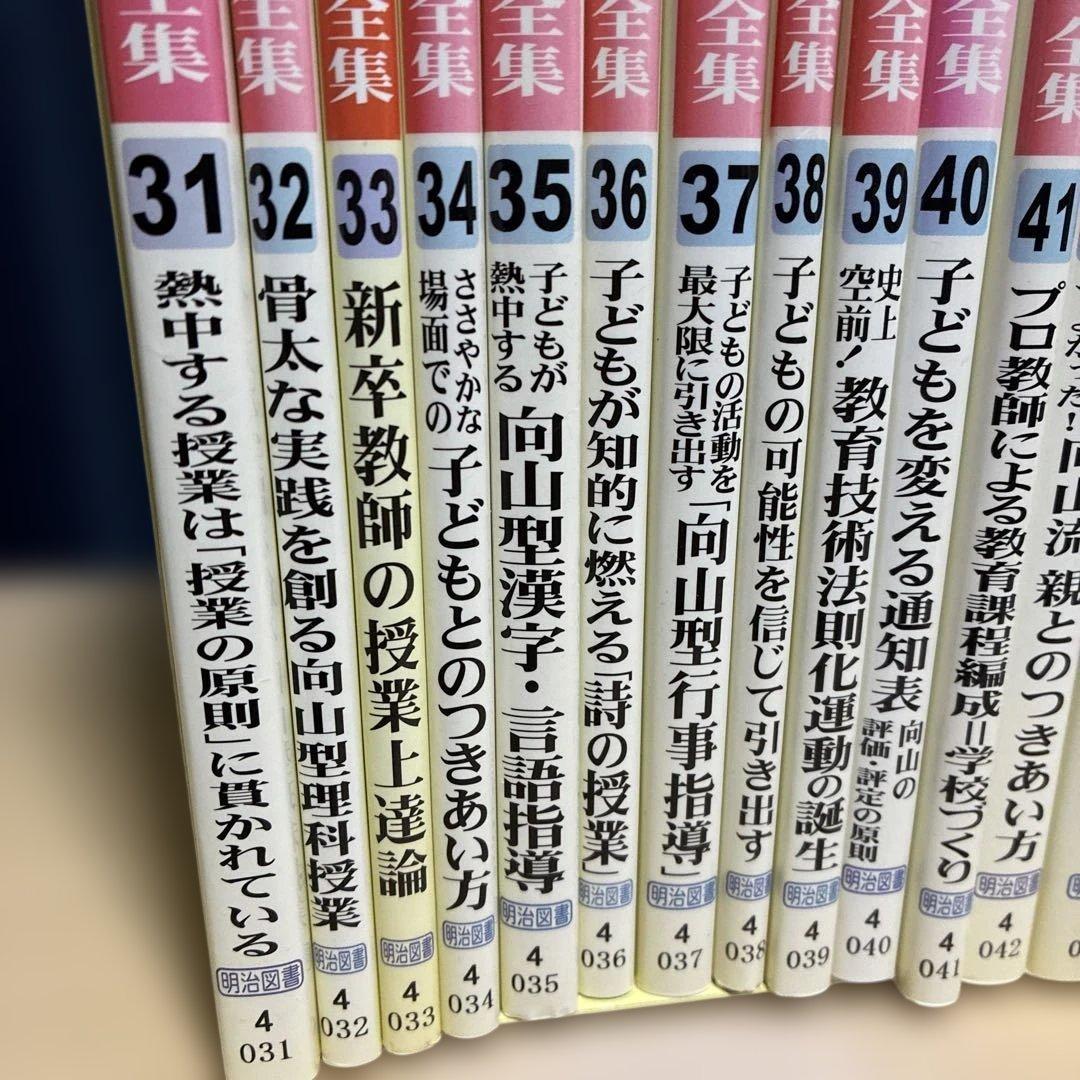 全集
31
熱中する授業は「授業の原則」に貫かれている
明治図書
4
031
全集
32
骨太な実践を創る向山型理科授業
明治図書
4
032
全集
33
新卒教師の授業上達論
明治図書
4
033
全集
34
ささやかな
場面での
子どもとのつきあい方
明治図書
4
034
全集
35
子どもが
熱中する
向山型漢字・言語指導
明治図書
4
035
全集
36
子どもが知的に燃える「詩の授業」
明治図書
4
036
全集
37
子どもの活動を
最大限に引き出す
「向山型行事指導」
明治図書
4
037
全集
38
子どもの可能性を信じて引き出す
明治図書
4
038
全集
39
史上
空前!
教育技術法則化運動の誕生
明治図書
4
039
全集
40
子どもを変える通知表
向山の
評価・評定の原則
明治図書
4
040
全集
41
プロ教師による教育課程編成=学校づくり
明治図書
4
041
かった!向山流 親とのつきあい方
明治図書
4
042